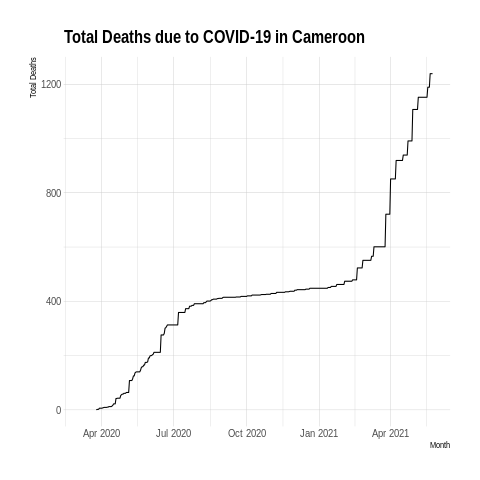 Total Deaths due to COVID-19 in Cameroon
Total Deaths
1200
800
400
0
Apr 2020 Jul 2020 Oct 2020 Jan 2021 Apr 2021
Month